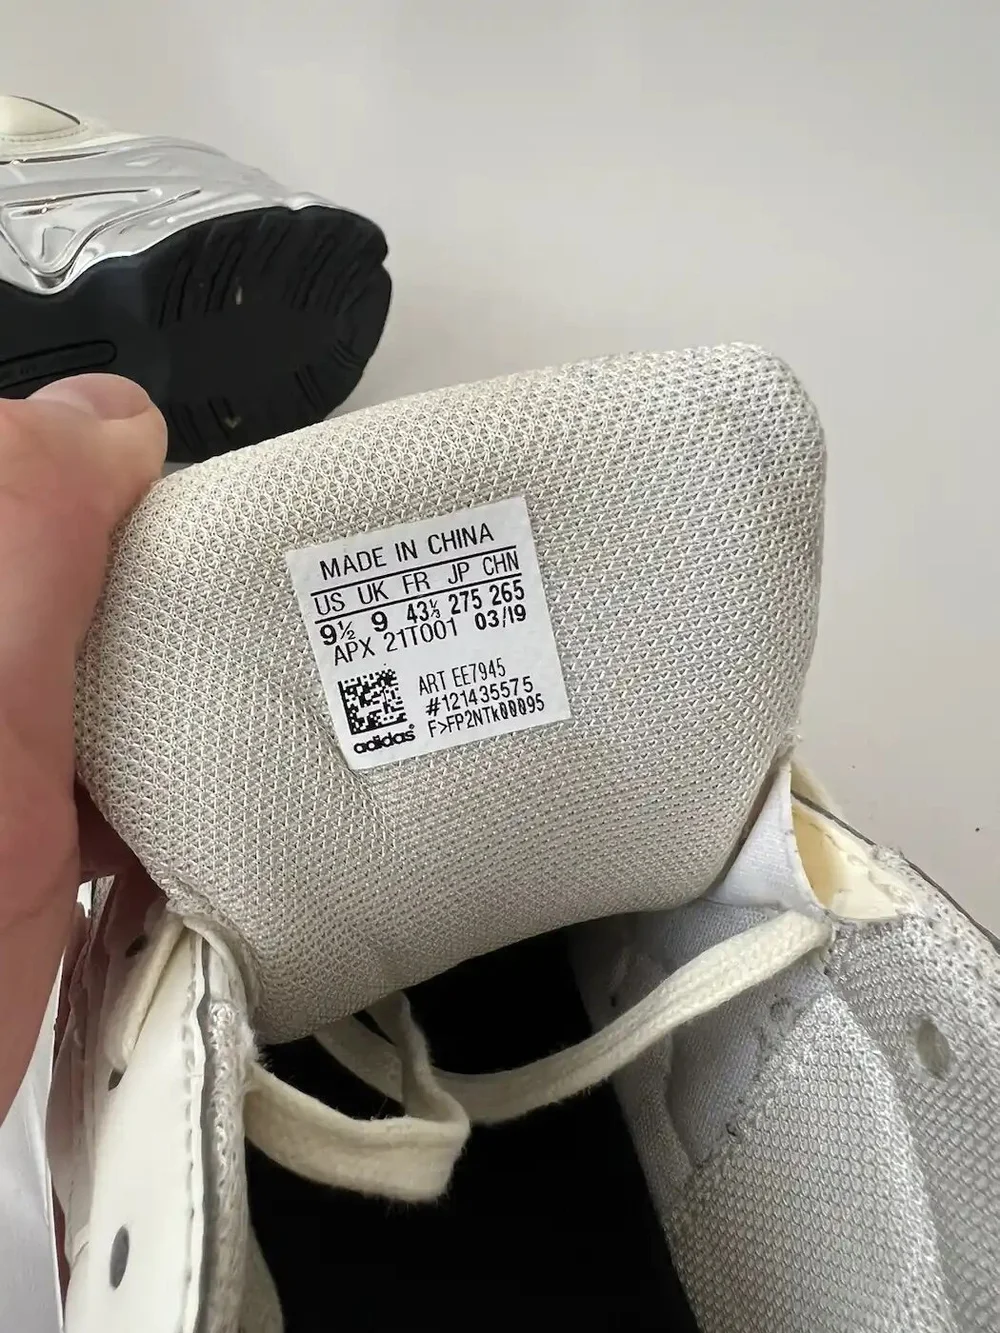 MADE IN CHINA
US UK FR JP CHN
9½ 9 43⅓ 275 265
APX 21T001 03/19
ART EE7945
#121435575
F>FP2NTk00095
adidas